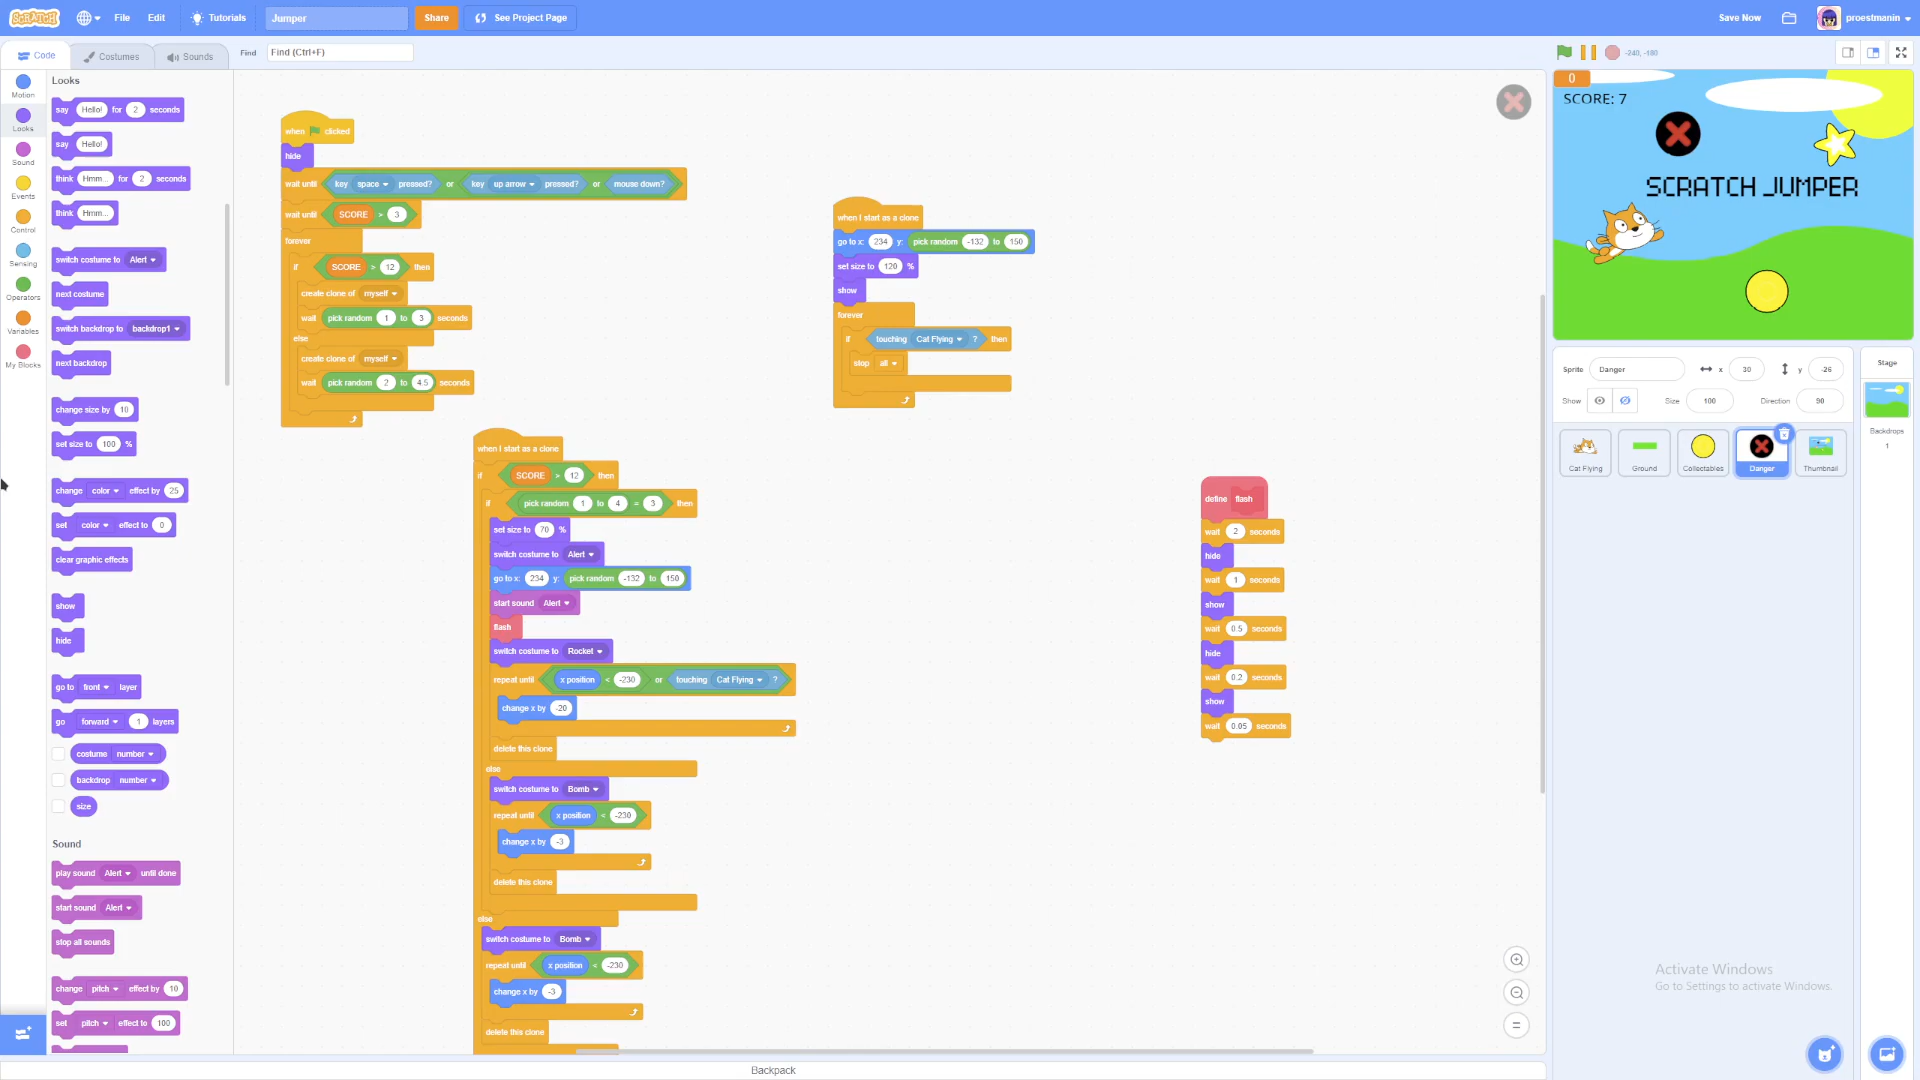 SCRATCH
File
Edit
Tutorials
Jumper
Share
See Project Page
Save Now
proestmanin
Code
Costumes
Sounds
Find
Find (Ctrl+F)
-240, -180
Motion
Looks
Sound
Events
Control
Sensing
Operators
Variables
My Blocks
Looks
say Hello! for 2 seconds
say Hello!
think Hmm... for 2 seconds
think Hmm...
switch costume to Alert
next costume
switch backdrop to backdrop1
next backdrop
change size by 10
set size to 100 %
change color effect by 25
set color effect to 0
clear graphic effects
show
hide
go to front layer
go forward 1 layers
costume number
backdrop number
size
Sound
play sound Alert until done
start sound Alert
stop all sounds
change pitch effect by 10
set pitch effect to 100
when clicked
hide
wait until key space pressed? or key up arrow pressed? or mouse down?
wait until SCORE > 3
forever
if SCORE > 12 then
create clone of myself
wait pick random 1 to 3 seconds
else
create clone of myself
wait pick random 2 to 4.5 seconds
when I start as a clone
go to x: 234 y: pick random -132 to 150
set size to 120 %
show
forever
if touching Cat Flying ? then
stop all
when I start as a clone
if SCORE > 12 then
if pick random 1 to 4 = 3 then
set size to 70 %
switch costume to Alert
go to x: 234 y: pick random -132 to 150
start sound Alert
flash
switch costume to Rocket
repeat until x position < -230 or touching Cat Flying ?
change x by -20
delete this clone
else
switch costume to Bomb
repeat until x position < -230
change x by -3
delete this clone
else
switch costume to Bomb
repeat until x position < -230
change x by -3
delete this clone
define flash
wait 2 seconds
hide
wait 1 seconds
show
wait 0.5 seconds
hide
wait 0.2 seconds
show
wait 0.05 seconds
0
SCORE: 7
SCRATCH JUMPER
Sprite Danger x 30 y -26
Show Size 100 Direction 90
Cat Flying
Ground
Collectables
Danger
Thumbnail
Stage
Backdrops
1
Activate Windows
Go to Settings to activate Windows.
Backpack